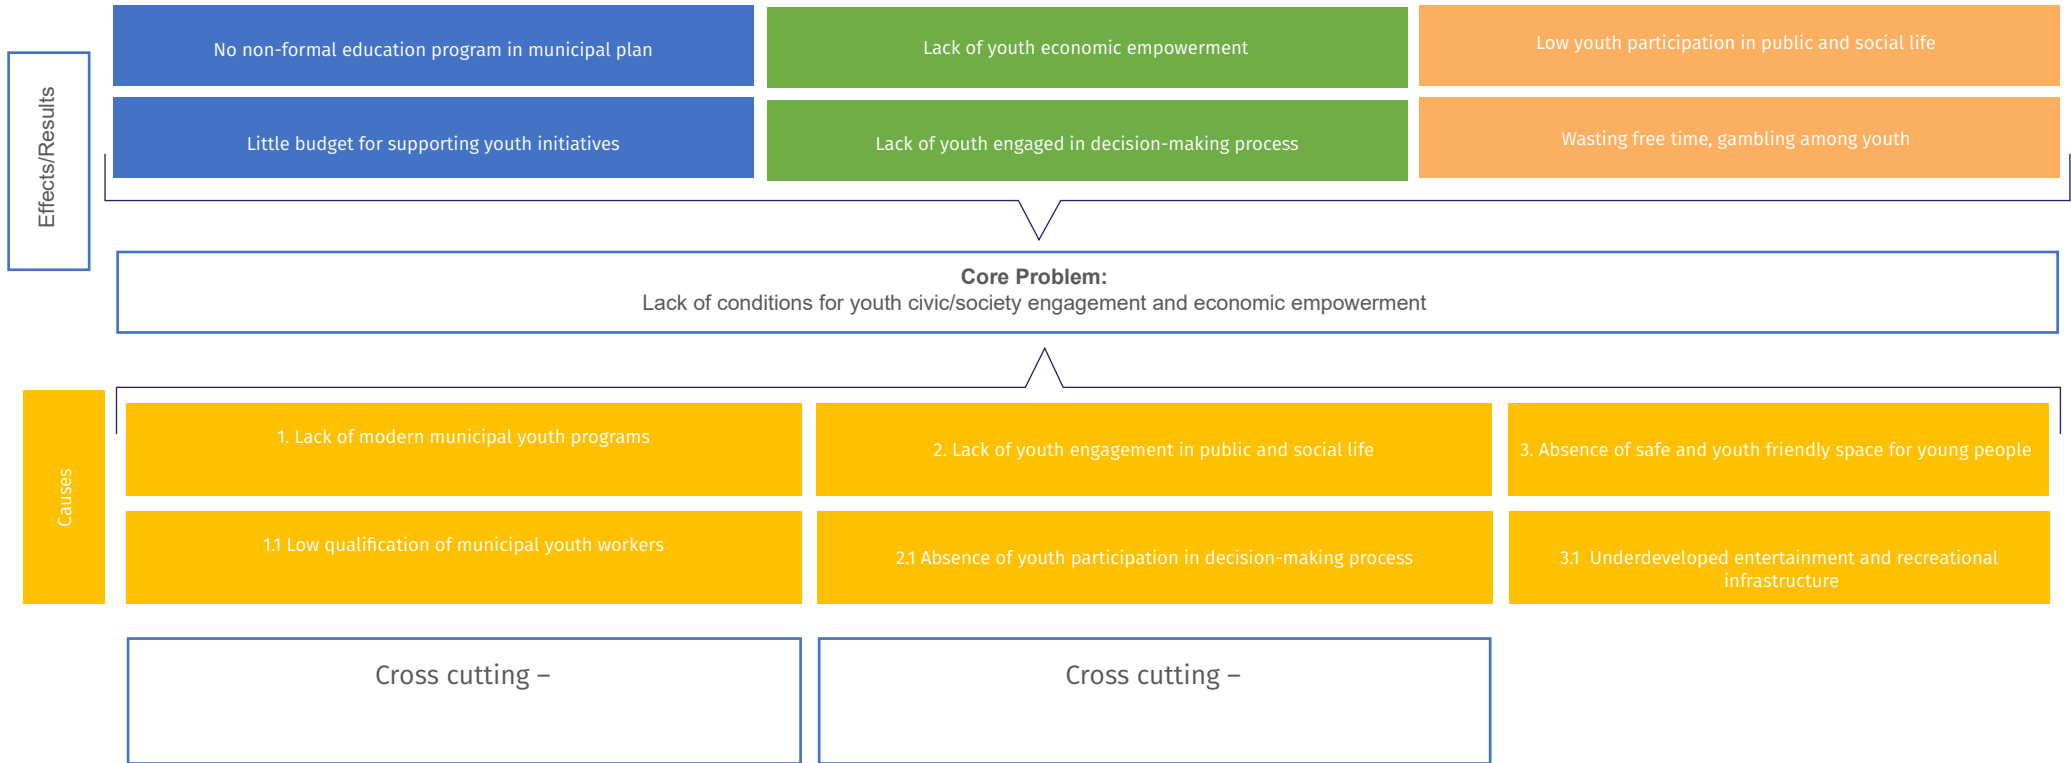 Effects/Results
No non-formal education program in municipal plan
Lack of youth economic empowerment
Low youth participation in public and social life
Little budget for supporting youth initiatives
Lack of youth engaged in decision-making process
Wasting free time, gambling among youth
Core Problem:
Lack of conditions for youth civic/society engagement and economic empowerment
Causes
1. Lack of modern municipal youth programs
2. Lack of youth engagement in public and social life
3. Absence of safe and youth friendly space for young people
1.1 Low qualification of municipal youth workers
2.1 Absence of youth participation in decision-making process
3.1 Underdeveloped entertainment and recreational
infrastructure
Cross cutting –
Cross cutting –